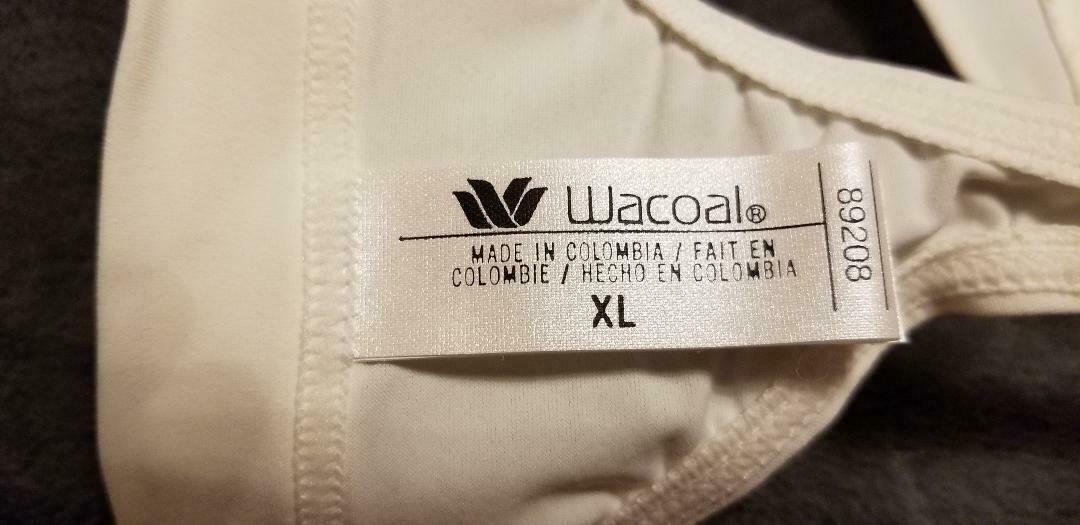 Wacoal®
MADE IN COLOMBIA / FAIT EN
COLOMBIE / HECHO EN COLOMBIA
XL
89208